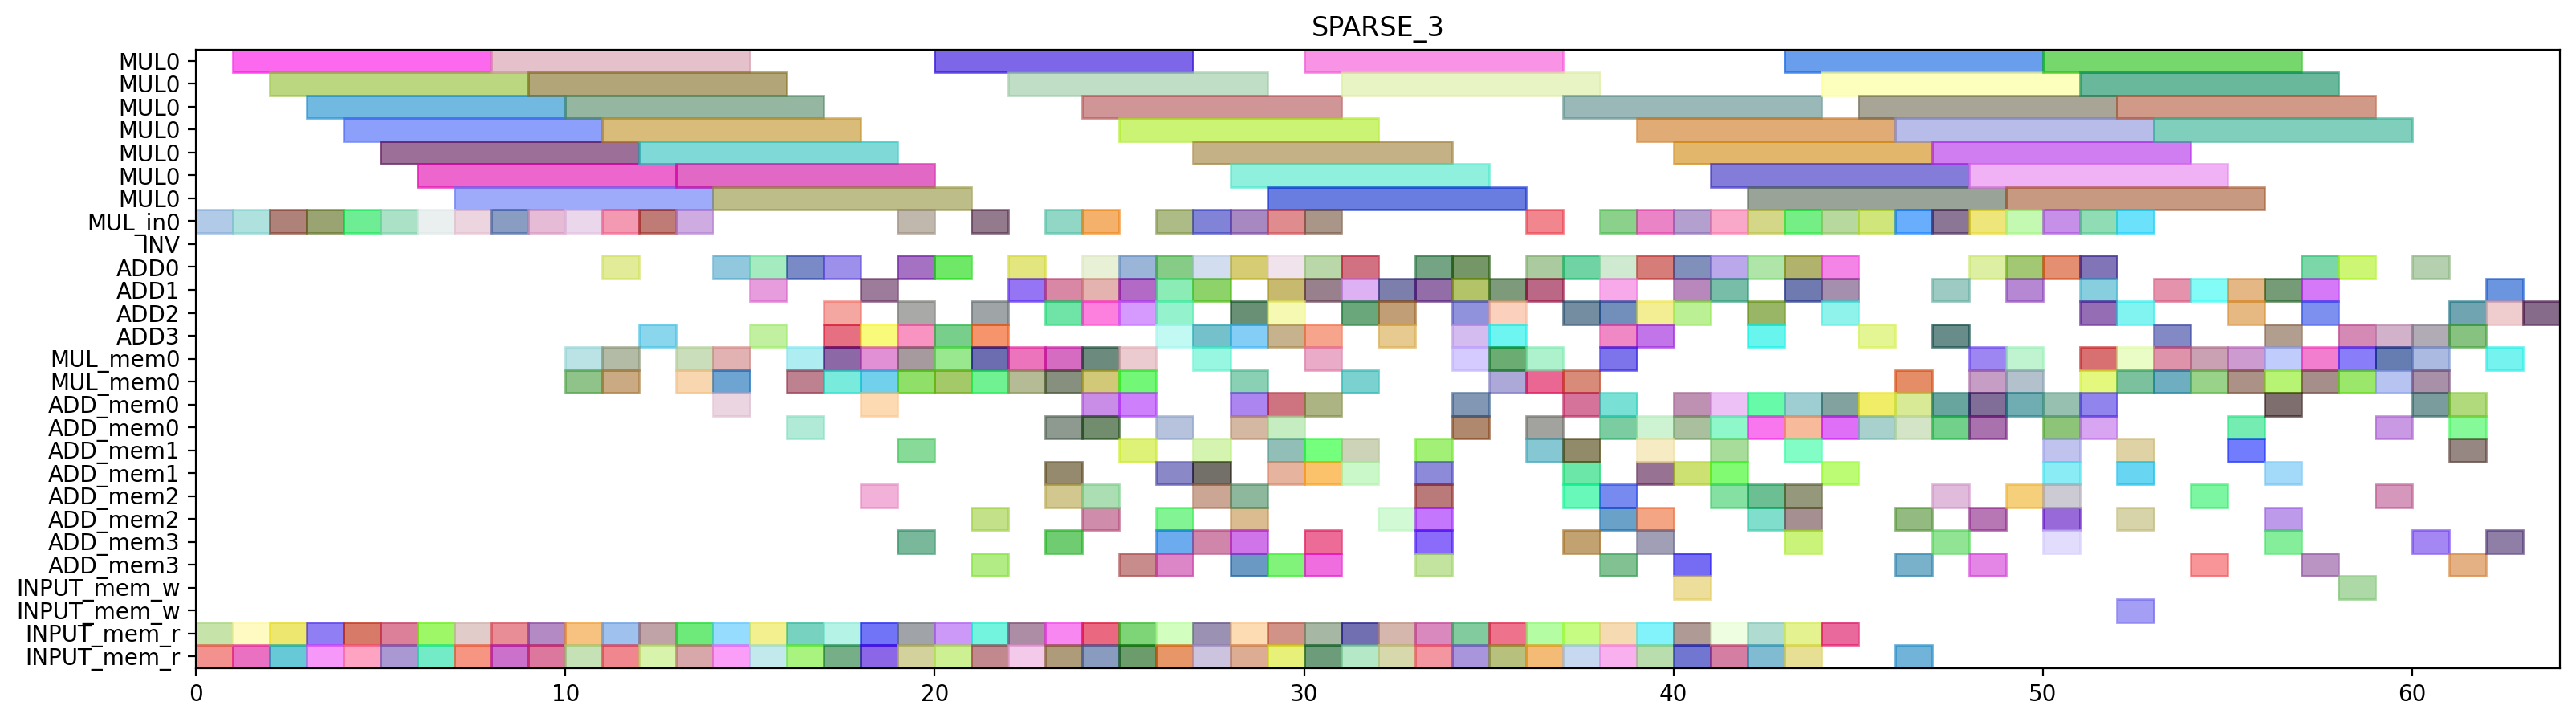 SPARSE_3
MUL0
MUL0
MUL0
MUL0
MUL0
MUL0
MUL0
MUL_in0
INV
ADD0
ADD1
ADD2
ADD3
MUL_mem0
MUL_mem0
ADD_mem0
ADD_mem0
ADD_mem1
ADD_mem1
ADD_mem2
ADD_mem2
ADD_mem3
ADD_mem3
INPUT_mem_w
INPUT_mem_w
INPUT_mem_r
INPUT_mem_r
0 10 20 30 40 50 60